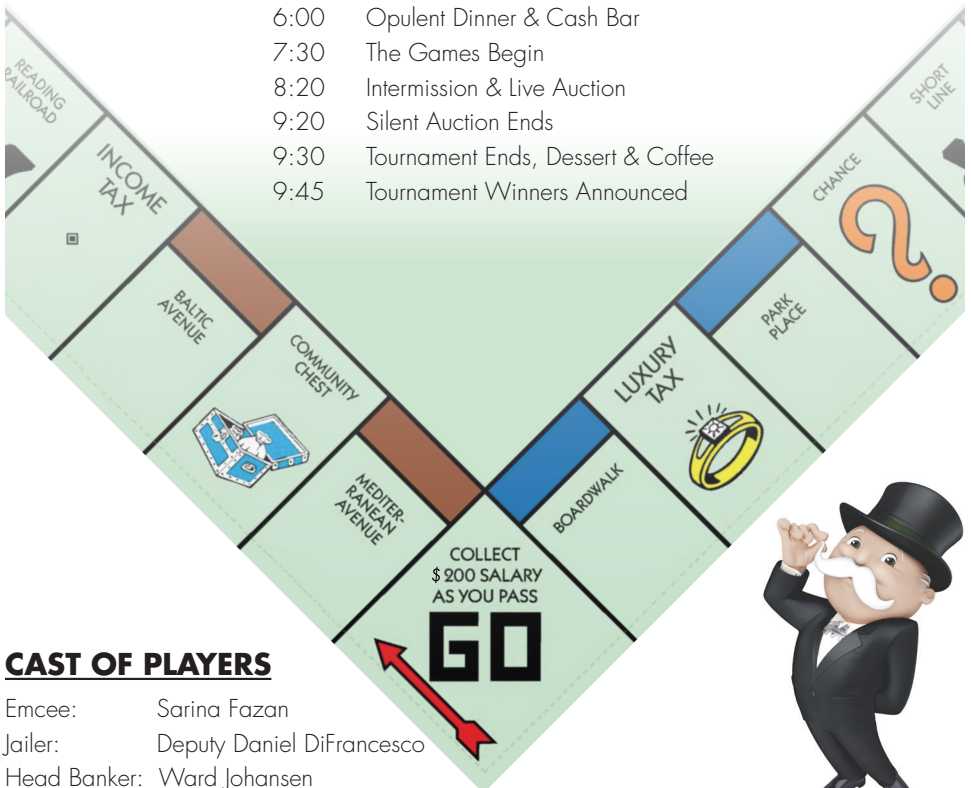 6:00 Opulent Dinner & Cash Bar
7:30 The Games Begin
8:20 Intermission & Live Auction
9:20 Silent Auction Ends
9:30 Tournament Ends, Dessert & Coffee
9:45 Tournament Winners Announced
READING
RAILROAD
INCOME
TAX
BALTIC
AVENUE
COMMUNITY
CHEST
MEDITER-
RANEAN
AVENUE
COLLECT
$200 SALARY
AS YOU PASS
GO
BOARDWALK
LUXURY
TAX
PARK
PLACE
CHANCE
?
SHORT
LINE
CAST OF PLAYERS
Emcee: Sarina Fazan
Jailer: Deputy Daniel DiFrancesco
Head Banker: Ward Johansen